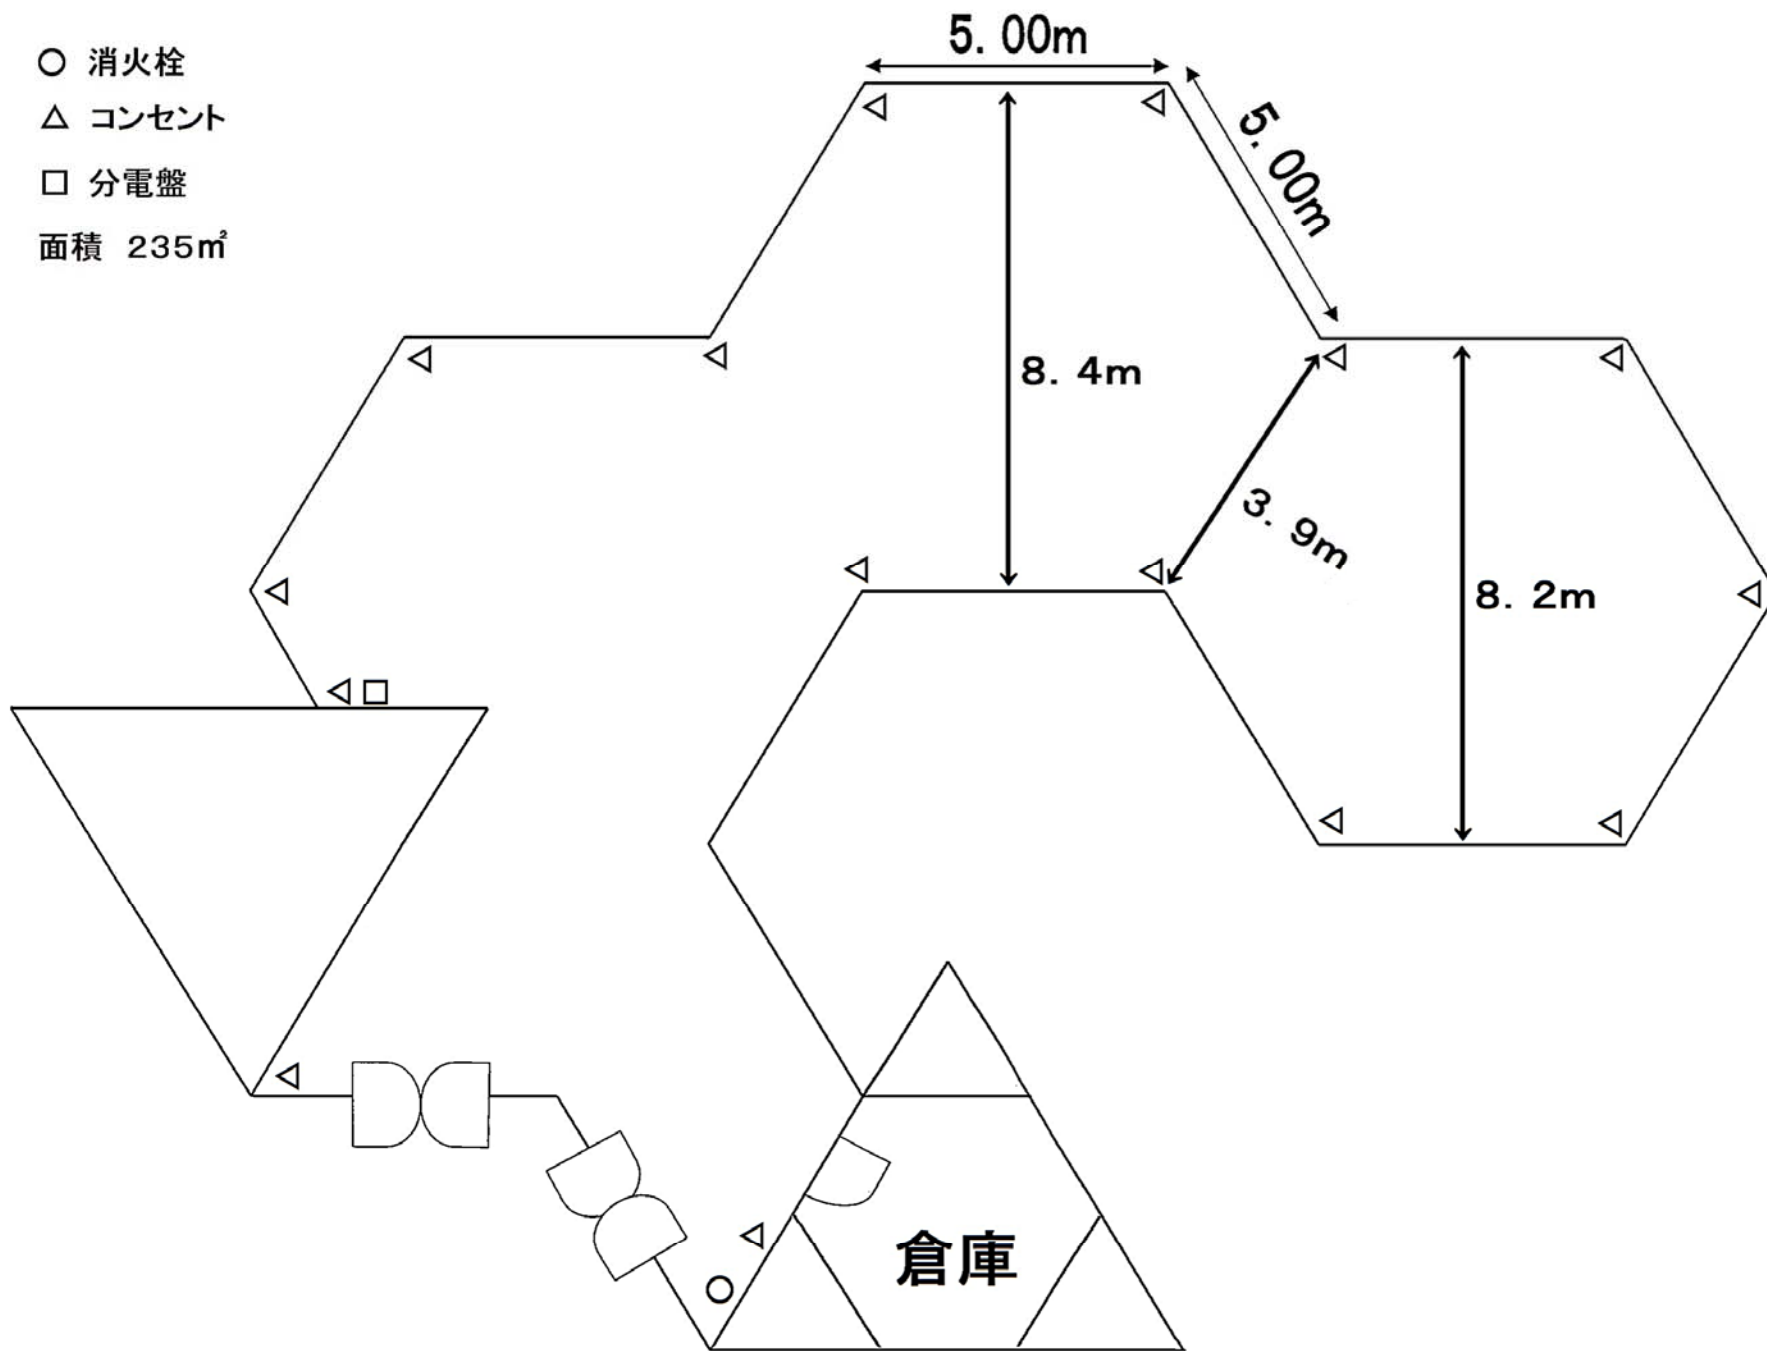 ○ 消火栓
△ コンセント
□ 分電盤
面積 235㎡
5.00m
5.00m
8.4m
3.9m
8.2m
倉庫